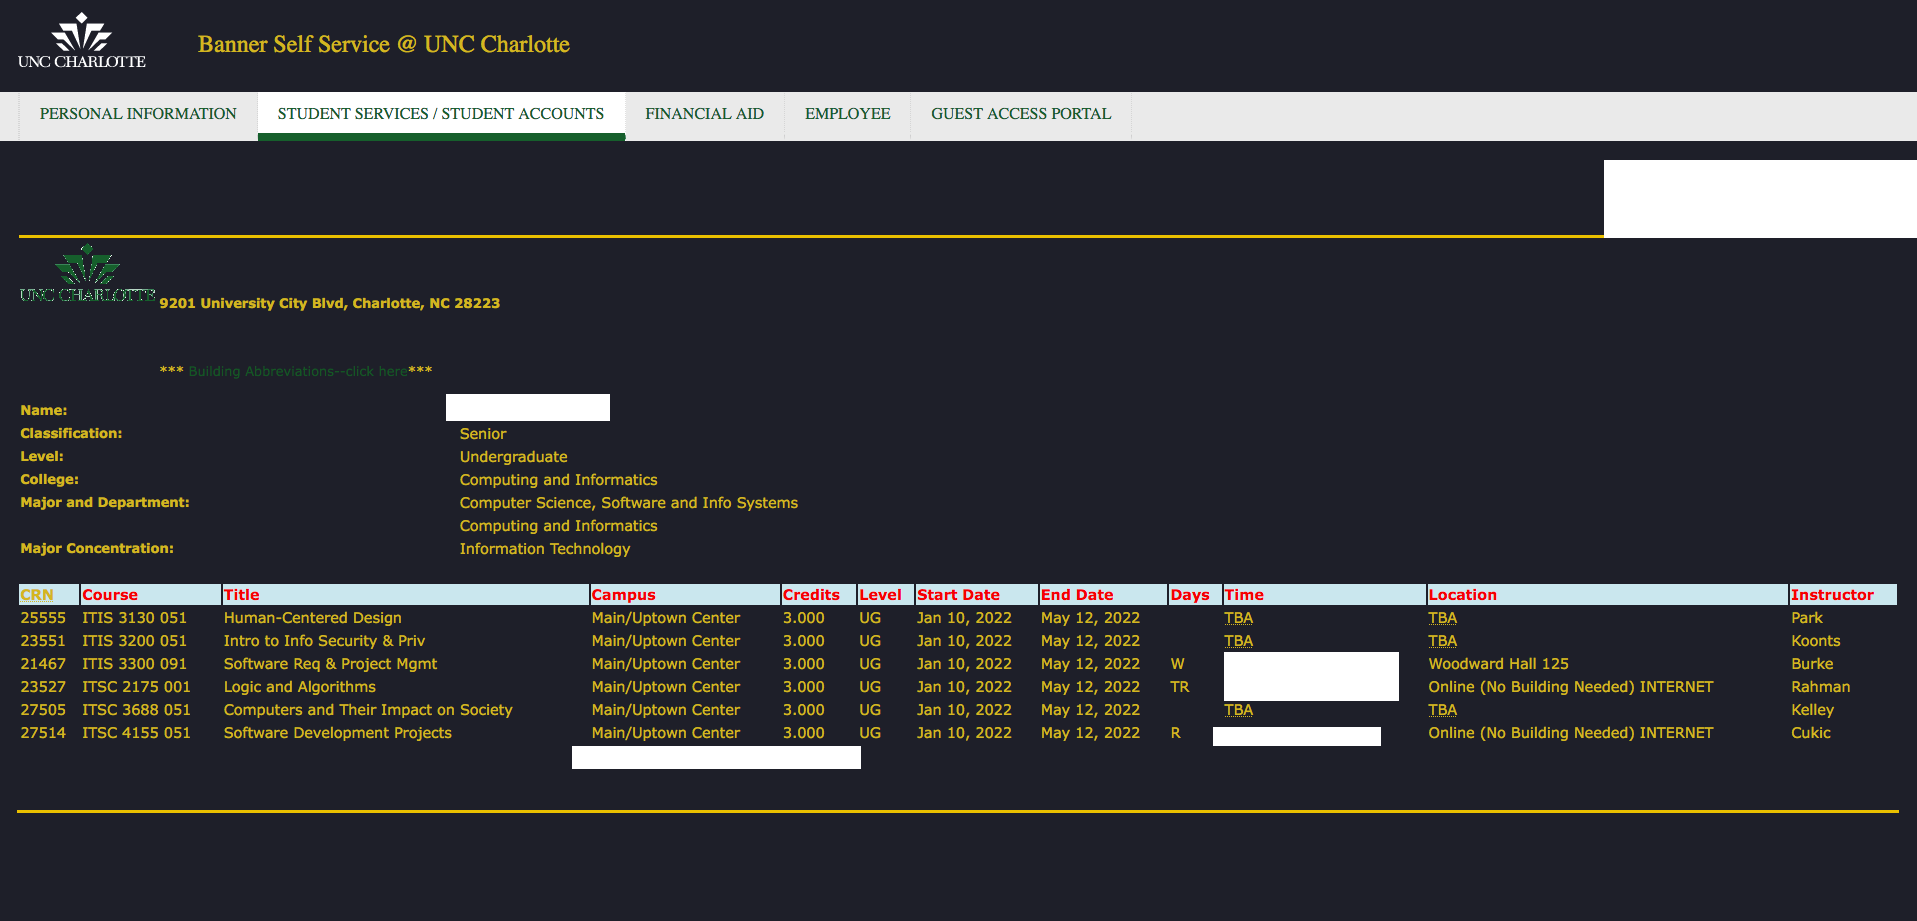 UNC CHARLOTTE
Banner Self Service @ UNC Charlotte
PERSONAL INFORMATION STUDENT SERVICES / STUDENT ACCOUNTS FINANCIAL AID EMPLOYEE GUEST ACCESS PORTAL
UNC CHARLOTTE 9201 University City Blvd, Charlotte, NC 28223
*** Building Abbreviations--click here***
Name:
Classification: Senior
Level: Undergraduate
College: Computing and Informatics
Major and Department: Computer Science, Software and Info Systems
Computing and Informatics
Major Concentration: Information Technology
CRN Course Title Campus Credits Level Start Date End Date Days Time Location Instructor
25555 ITIS 3130 051 Human-Centered Design Main/Uptown Center 3.000 UG Jan 10, 2022 May 12, 2022 TBA TBA Park
23551 ITIS 3200 051 Intro to Info Security & Priv Main/Uptown Center 3.000 UG Jan 10, 2022 May 12, 2022 TBA TBA Koonts
21467 ITIS 3300 091 Software Req & Project Mgmt Main/Uptown Center 3.000 UG Jan 10, 2022 May 12, 2022 W Woodward Hall 125 Burke
23527 ITSC 2175 001 Logic and Algorithms Main/Uptown Center 3.000 UG Jan 10, 2022 May 12, 2022 TR Online (No Building Needed) INTERNET Rahman
27505 ITSC 3688 051 Computers and Their Impact on Society Main/Uptown Center 3.000 UG Jan 10, 2022 May 12, 2022 TBA TBA Kelley
27514 ITSC 4155 051 Software Development Projects Main/Uptown Center 3.000 UG Jan 10, 2022 May 12, 2022 R Online (No Building Needed) INTERNET Cukic